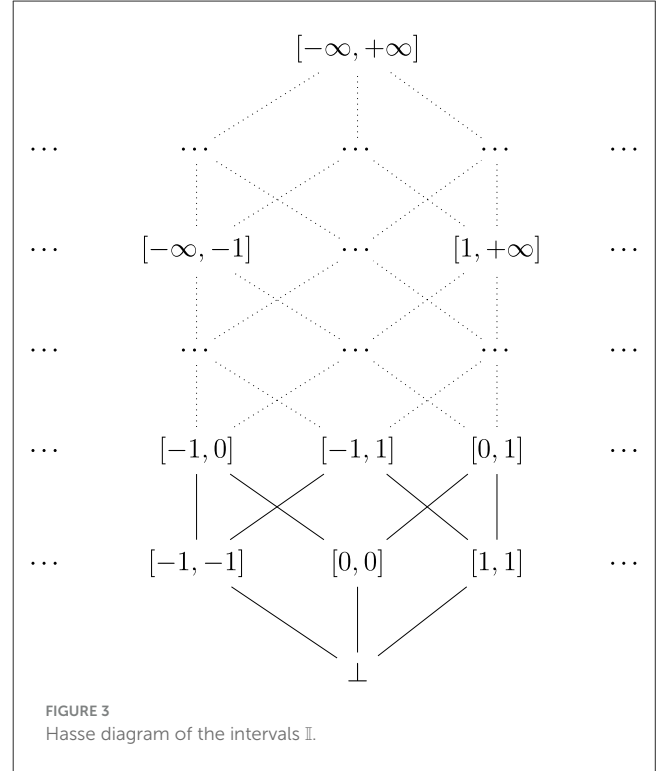 [−∞, +∞]
··· ··· ··· ··· ···
··· [−∞, −1] ··· [1, +∞] ···
··· ··· ··· ··· ···
··· [−1, 0] [−1, 1] [0, 1] ···
··· [−1, −1] [0, 0] [1, 1] ···
⊥
FIGURE 3
Hasse diagram of the intervals 𝕀.